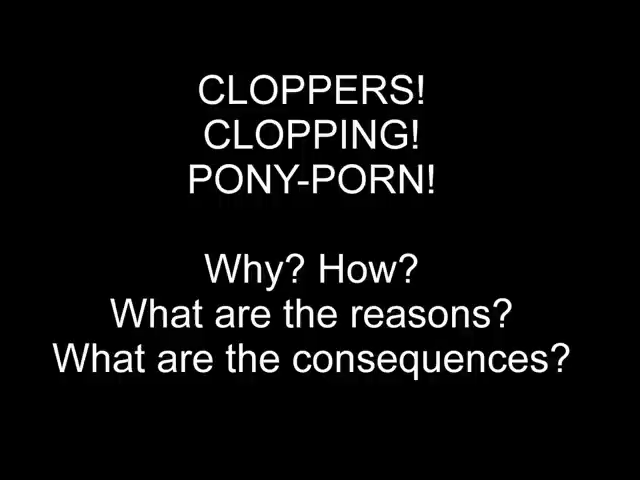 CLOPPERS!
CLOPPING!
PONY-PORN!
Why? How?
What are the reasons?
What are the consequences?